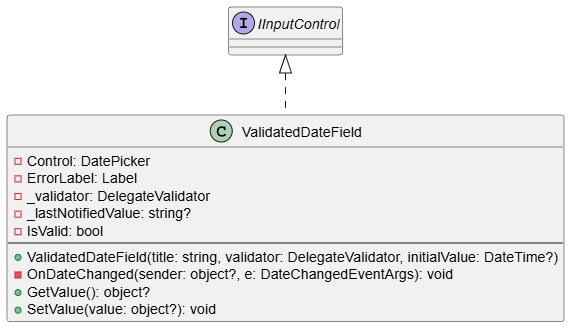 I IInputControl
C ValidatedDateField
Control: DatePicker
ErrorLabel: Label
_validator: DelegateValidator
_lastNotifiedValue: string?
IsValid: bool
ValidatedDateField(title: string, validator: DelegateValidator, initialValue: DateTime?)
OnDateChanged(sender: object?, e: DateChangedEventArgs): void
GetValue(): object?
SetValue(value: object?): void